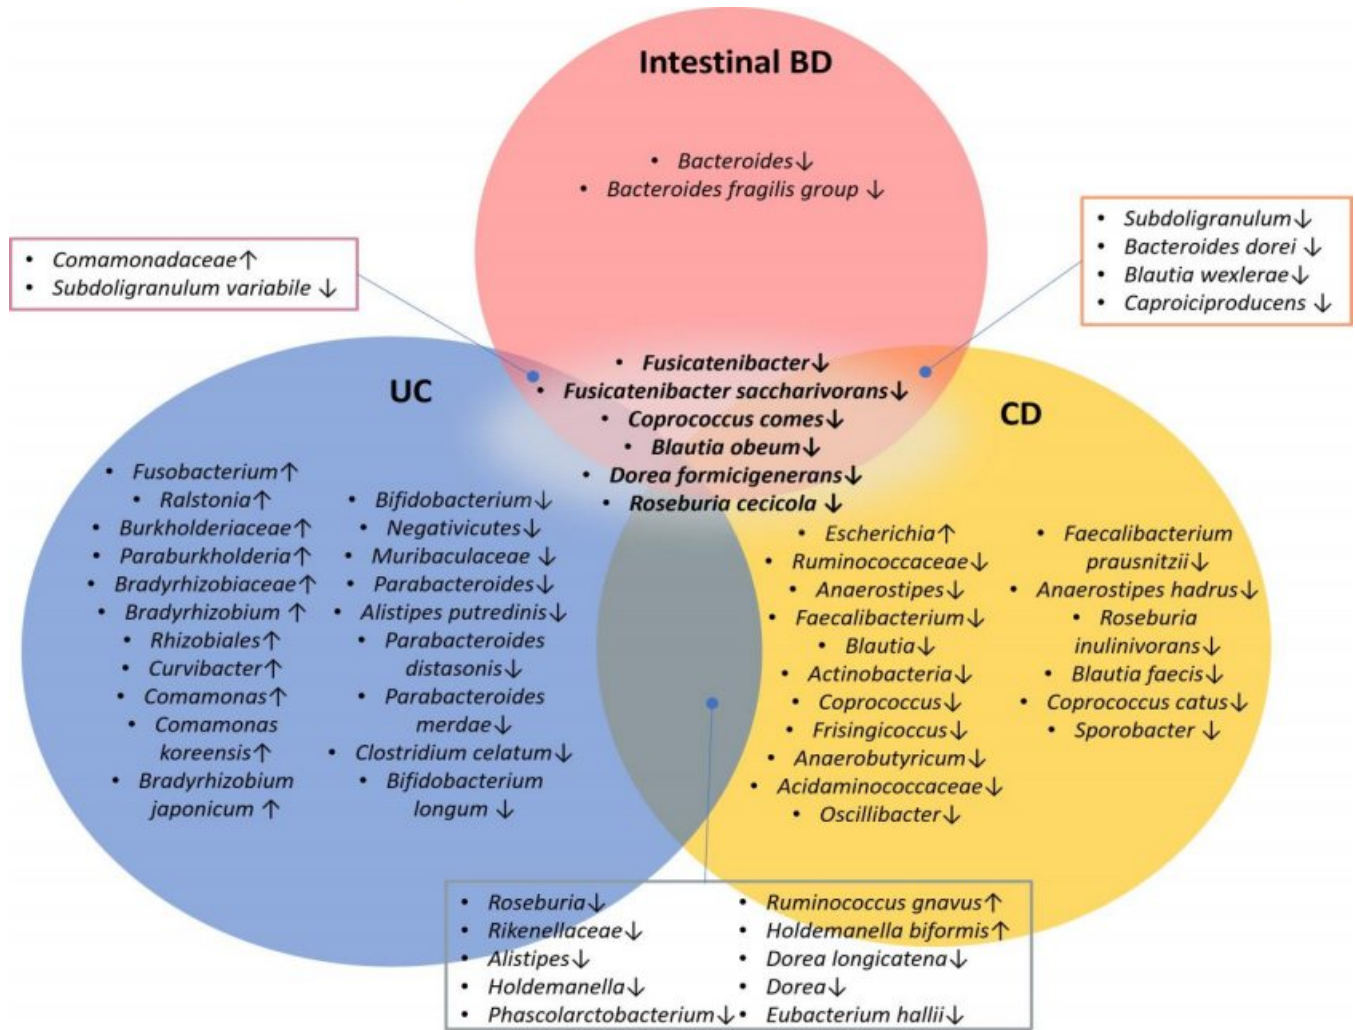 Intestinal BD
• Bacteroides↓
• Bacteroides fragilis group ↓
• Comamonadaceae↑
• Subdoligranulum variabile ↓
• Subdoligranulum↓
• Bacteroides dorei ↓
• Blautia wexlerae↓
• Caproiciproducens ↓
• Fusicatenibacter↓
• Fusicatenibacter saccharivorans↓
• Coprococcus comes↓
• Blautia obeum↓
• Dorea formicigenerans↓
• Roseburia cecicola ↓
UC
• Fusobacterium↑
• Ralstonia↑
• Burkholderiaceae↑
• Paraburkholderia↑
• Bradyrhizobiaceae↑
• Bradyrhizobium ↑
• Rhizobiales↑
• Curvibacter↑
• Comamonas↑
• Comamonas
koreensis↑
• Bradyrhizobium
japonicum ↑
• Bifidobacterium↓
• Negativicutes↓
• Muribaculaceae ↓
• Parabacteroides↓
• Alistipes putredinis↓
• Parabacteroides
distasonis↓
• Parabacteroides
merdae↓
• Clostridium celatum↓
• Bifidobacterium
longum ↓
CD
• Escherichia↑
• Ruminococcaceae↓
• Anaerostipes↓
• Faecalibacterium↓
• Blautia↓
• Actinobacteria↓
• Coprococcus↓
• Frisingicoccus↓
• Anaerobutyricum↓
• Acidaminococcaceae↓
• Oscillibacter↓
• Faecalibacterium
prausnitzii↓
• Anaerostipes hadrus↓
• Roseburia
inulinivorans↓
• Blautia faecis↓
• Coprococcus catus↓
• Sporobacter ↓
• Roseburia↓
• Rikenellaceae↓
• Alistipes↓
• Holdemanella↓
• Phascolarctobacterium↓
• Ruminococcus gnavus↑
• Holdemanella biformis↑
• Dorea longicatena↓
• Dorea↓
• Eubacterium hallii↓